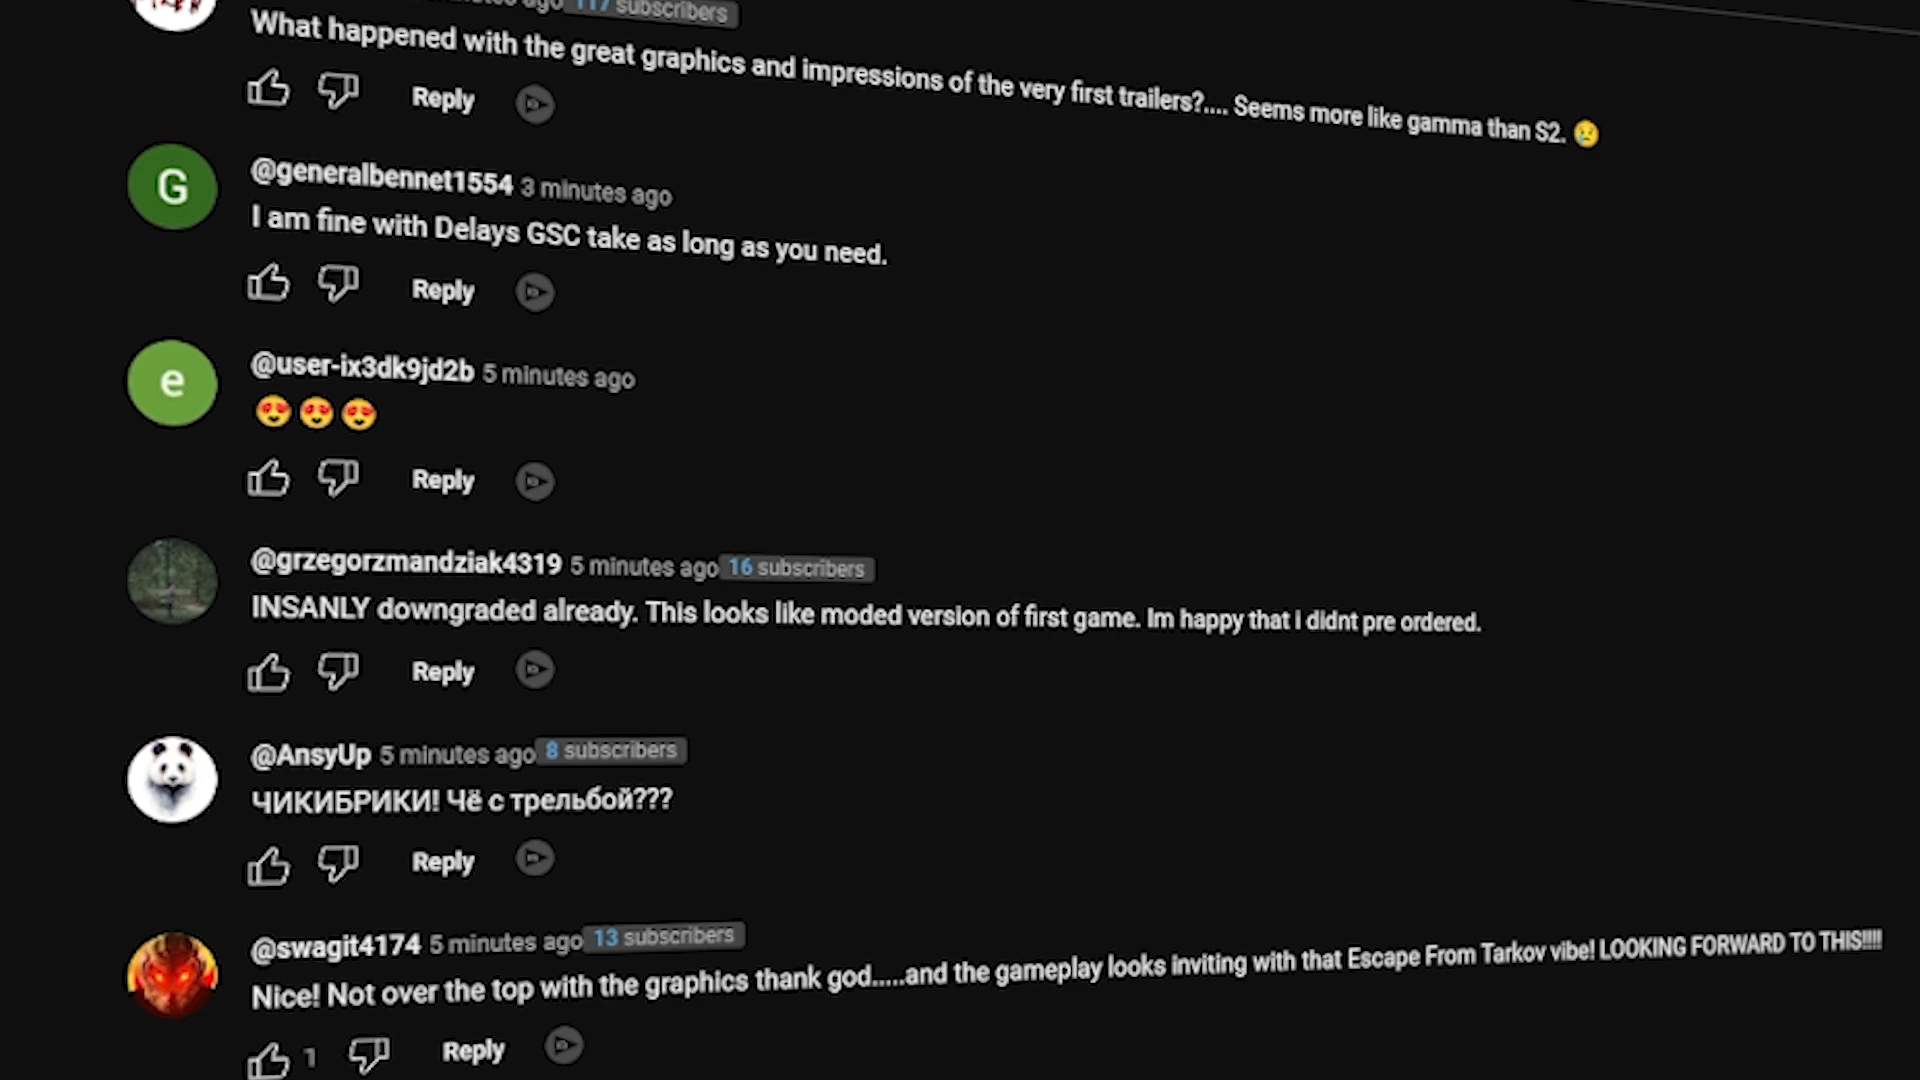 minutes ago 117 subscribers
What happened with the great graphics and impressions of the very first trailers?.... Seems more like gamma than S2. 😢
Reply
G
@generalbennet1554 3 minutes ago
I am fine with Delays GSC take as long as you need.
Reply
e
@user-ix3dk9jd2b 5 minutes ago
😍😍😍
Reply
@grzegorzmandziak4319 5 minutes ago 16 subscribers
INSANLY downgraded already. This looks like moded version of first game. Im happy that i didnt pre ordered.
Reply
@AnsyUp 5 minutes ago 8 subscribers
ЧИКИБРИКИ! Чё с трельбой???
Reply
@swagit4174 5 minutes ago 13 subscribers
Nice! Not over the top with the graphics thank god.....and the gameplay looks inviting with that Escape From Tarkov vibe! LOOKING FORWARD TO THIS!!!!
1 Reply